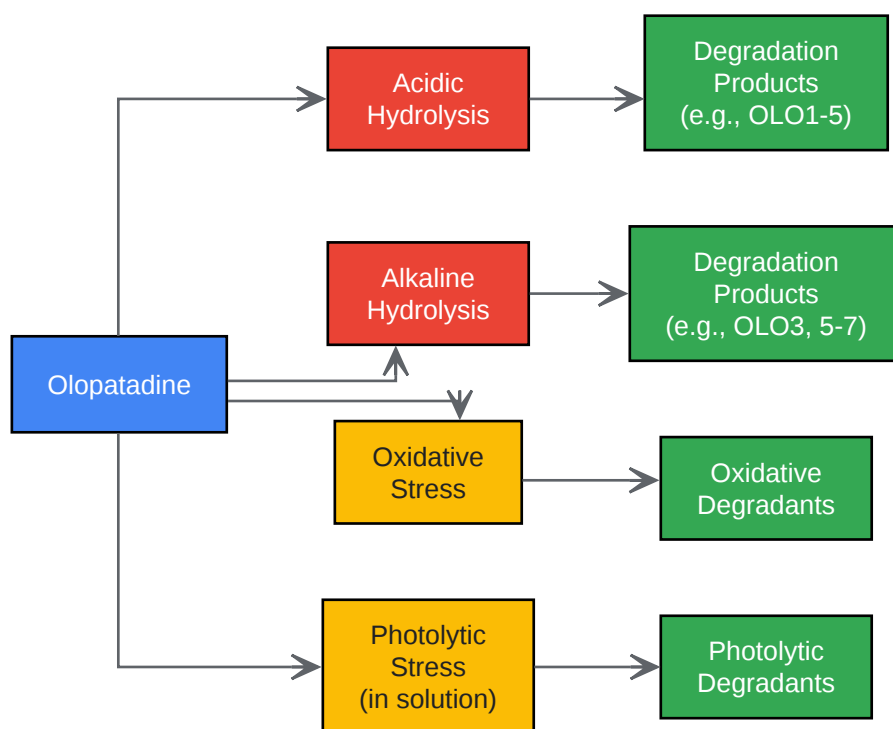 Acidic
Hydrolysis
Degradation
Products
(e.g., OLO1-5)
Alkaline
Hydrolysis
Degradation
Products
(e.g., OLO3, 5-7)
Olopatadine
Oxidative
Stress
Oxidative
Degradants
Photolytic
Stress
(in solution)
Photolytic
Degradants